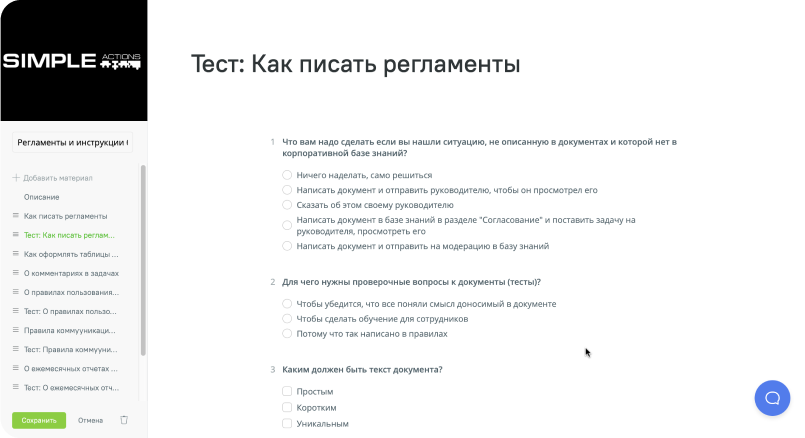 SIMPLE ACTIONS
Тест: Как писать регламенты
Регламенты и инструкции
Добавить материал
Описание
Как писать регламенты
Тест: Как писать реглам...
Как оформлять таблицы ...
О комментариях в задачах
О правилах пользования...
Тест: О правилах пользо...
Правила коммуникаци...
Тест: Правила коммуни...
О ежемесячных отчетах ...
Тест: О ежемесячных отч...
Сохранить
Отмена
1 Что вам надо сделать если вы нашли ситуацию, не описанную в документах и которой нет в
корпоративной базе знаний?
Ничего наделать, само решиться
Написать документ и отправить руководителю, чтобы он просмотрел его
Сказать об этом своему руководителю
Написать документ в базе знаний в разделе "Согласование" и поставить задачу на
руководителя, просмотреть его
Написать документ и отправить на модерацию в базу знаний
2 Для чего нужны проверочные вопросы к документы (тесты)?
Чтобы убедится, что все поняли смысл доносимый в документе
Чтобы сделать обучение для сотрудников
Потому что так написано в правилах
3 Каким должен быть текст документа?
Простым
Коротким
Уникальным